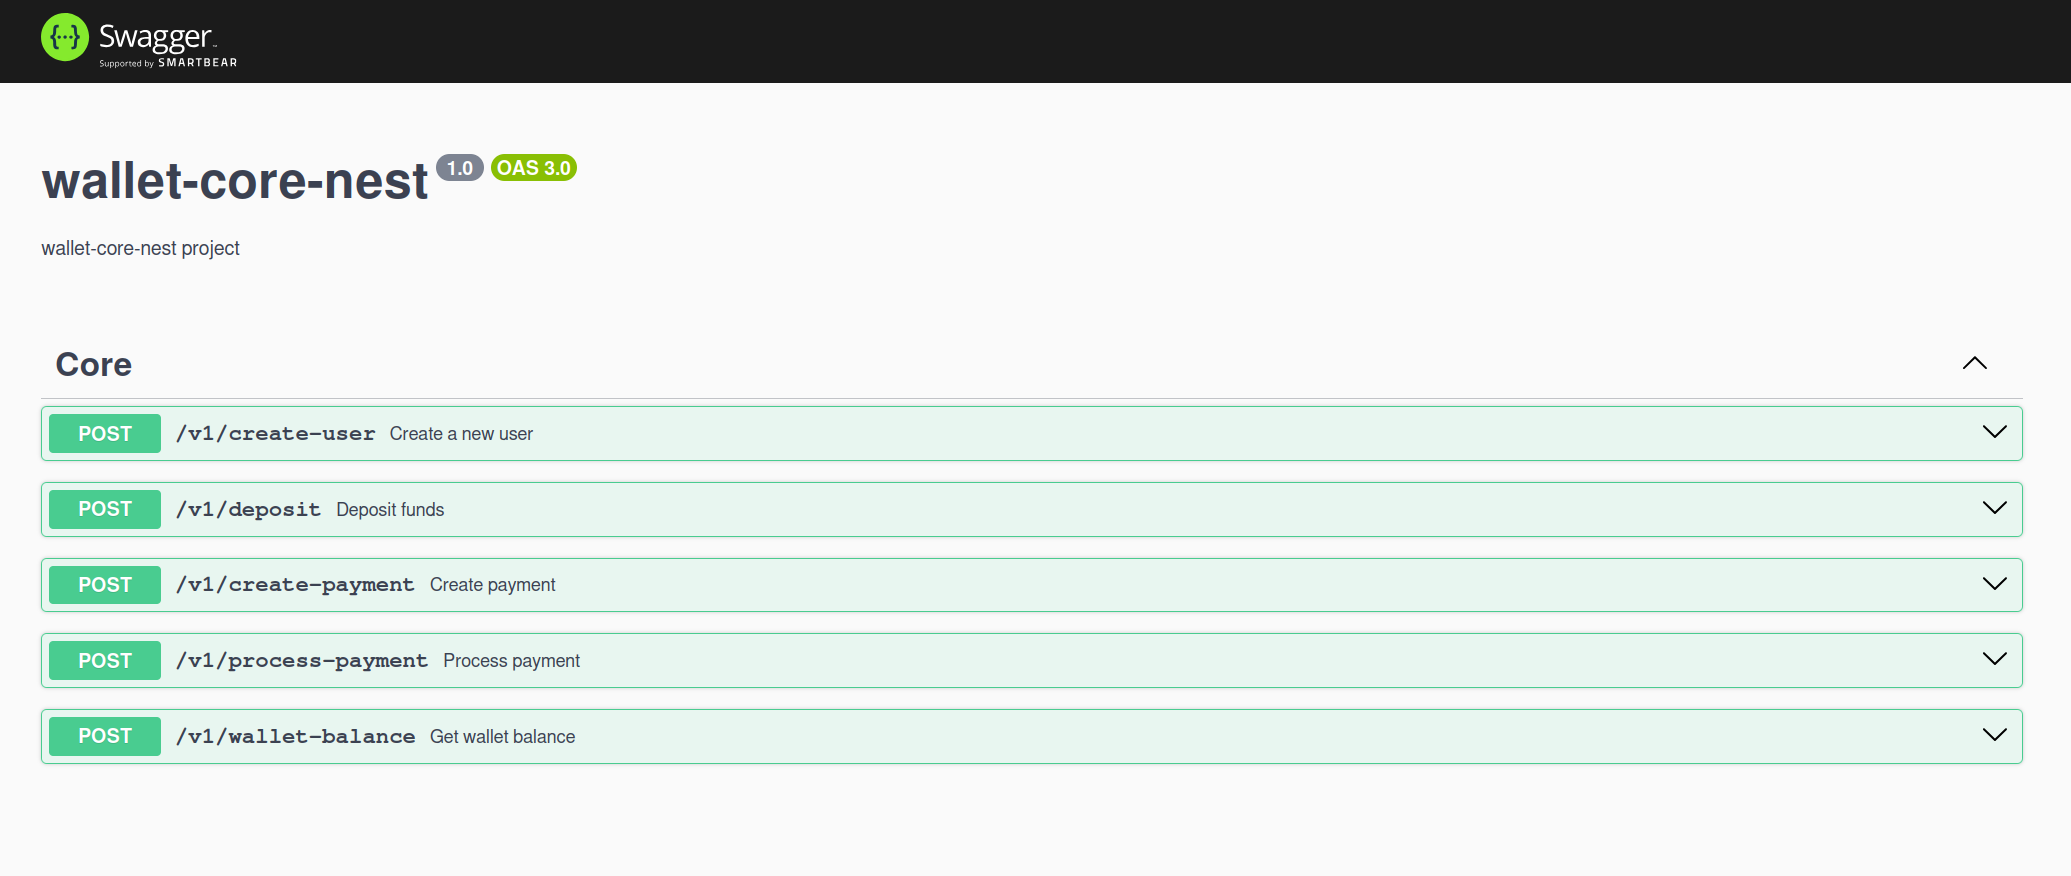 {···} Swagger™
Supported by SMARTBEAR
wallet-core-nest 1.0 OAS 3.0
wallet-core-nest project
Core
POST /v1/create-user Create a new user
POST /v1/deposit Deposit funds
POST /v1/create-payment Create payment
POST /v1/process-payment Process payment
POST /v1/wallet-balance Get wallet balance